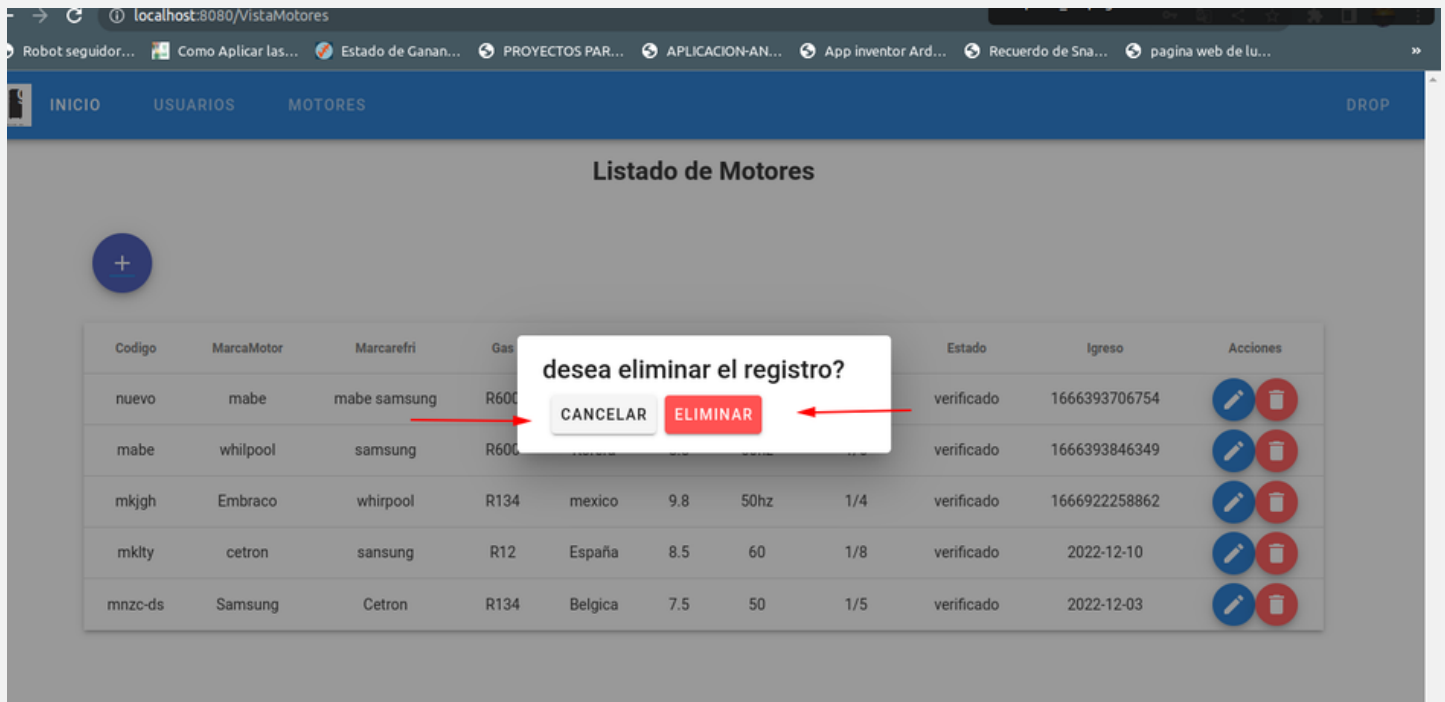 localhost:8080/VistaMotores
Robot seguidor... Como Aplicar las... Estado de Ganan... PROYECTOS PAR... APLICACION-AN... App inventor Ard... Recuerdo de Sna... pagina web de lu... »
INICIO USUARIOS MOTORES DROP
Listado de Motores
+
Codigo MarcaMotor Marcarefri Gas Estado Igreso Acciones
desea eliminar el registro?
nuevo mabe mabe samsung R600 verificado 1666393706754
CANCELAR ELIMINAR
mabe whilpool samsung R600 verificado 1666393846349
mkjgh Embraco whirpool R134 mexico 9.8 50hz 1/4 verificado 1666922258862
mklty cetron sansung R12 España 8.5 60 1/8 verificado 2022-12-10
mnzc-ds Samsung Cetron R134 Belgica 7.5 50 1/5 verificado 2022-12-03